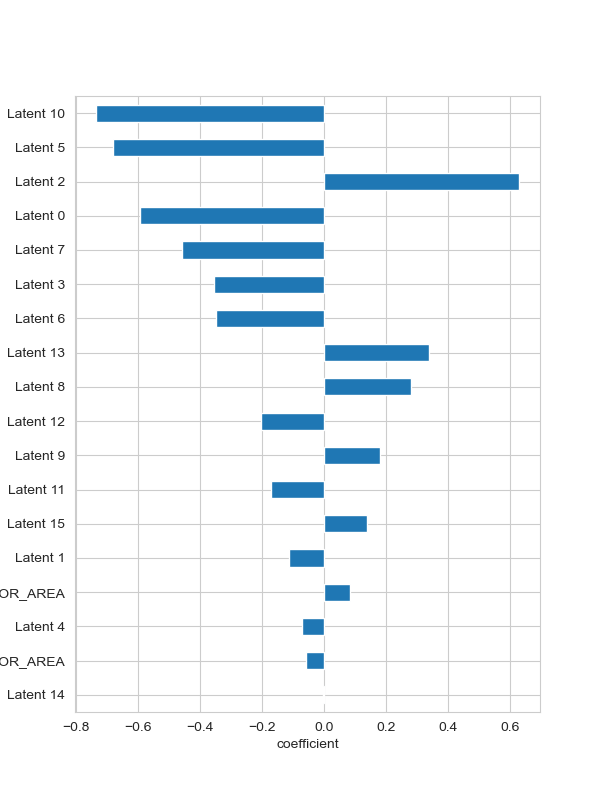 Latent 10
Latent 5
Latent 2
Latent 0
Latent 7
Latent 3
Latent 6
Latent 13
Latent 8
Latent 12
Latent 9
Latent 11
Latent 15
Latent 1
OR_AREA
Latent 4
OR_AREA
Latent 14
−0.8 −0.6 −0.4 −0.2 0.0 0.2 0.4 0.6
coefficient